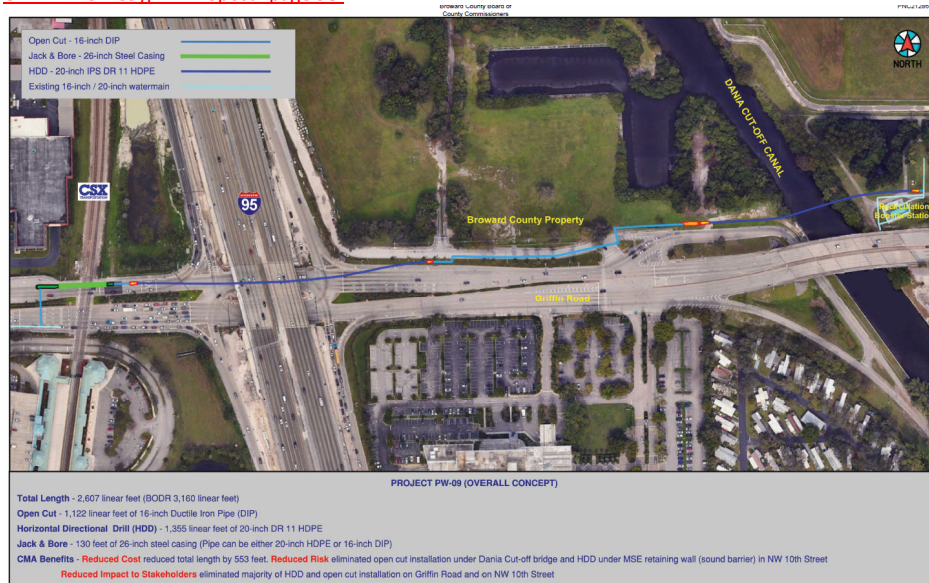 Broward County Board of
County Commissioners
Open Cut - 16-inch DIP
Jack & Bore - 26-inch Steel Casing
HDD - 20-inch IPS DR 11 HDPE
Existing 16-inch / 20-inch watermain
NORTH
DANIA CUT-OFF CANAL
CSX
TRANSPORTATION
95
Broward County Property
Griffin Road
PROJECT PW-09 (OVERALL CONCEPT)
Total Length - 2,607 linear feet (BODR 3,160 linear feet)
Open Cut - 1,122 linear feet of 16-inch Ductile Iron Pipe (DIP)
Horizontal Directional Drill (HDD) - 1,355 linear feet of 20-inch DR 11 HDPE
Jack & Bore - 130 feet of 26-inch steel casing (Pipe can be either 20-inch HDPE or 16-inch DIP)
CMA Benefits - Reduced Cost reduced total length by 553 feet. Reduced Risk eliminated open cut installation under Dania Cut-off bridge and HDD under MSE retaining wall (sound barrier) in NW 10th Street
Reduced Impact to Stakeholders eliminated majority of HDD and open cut installation on Griffin Road and on NW 10th Street